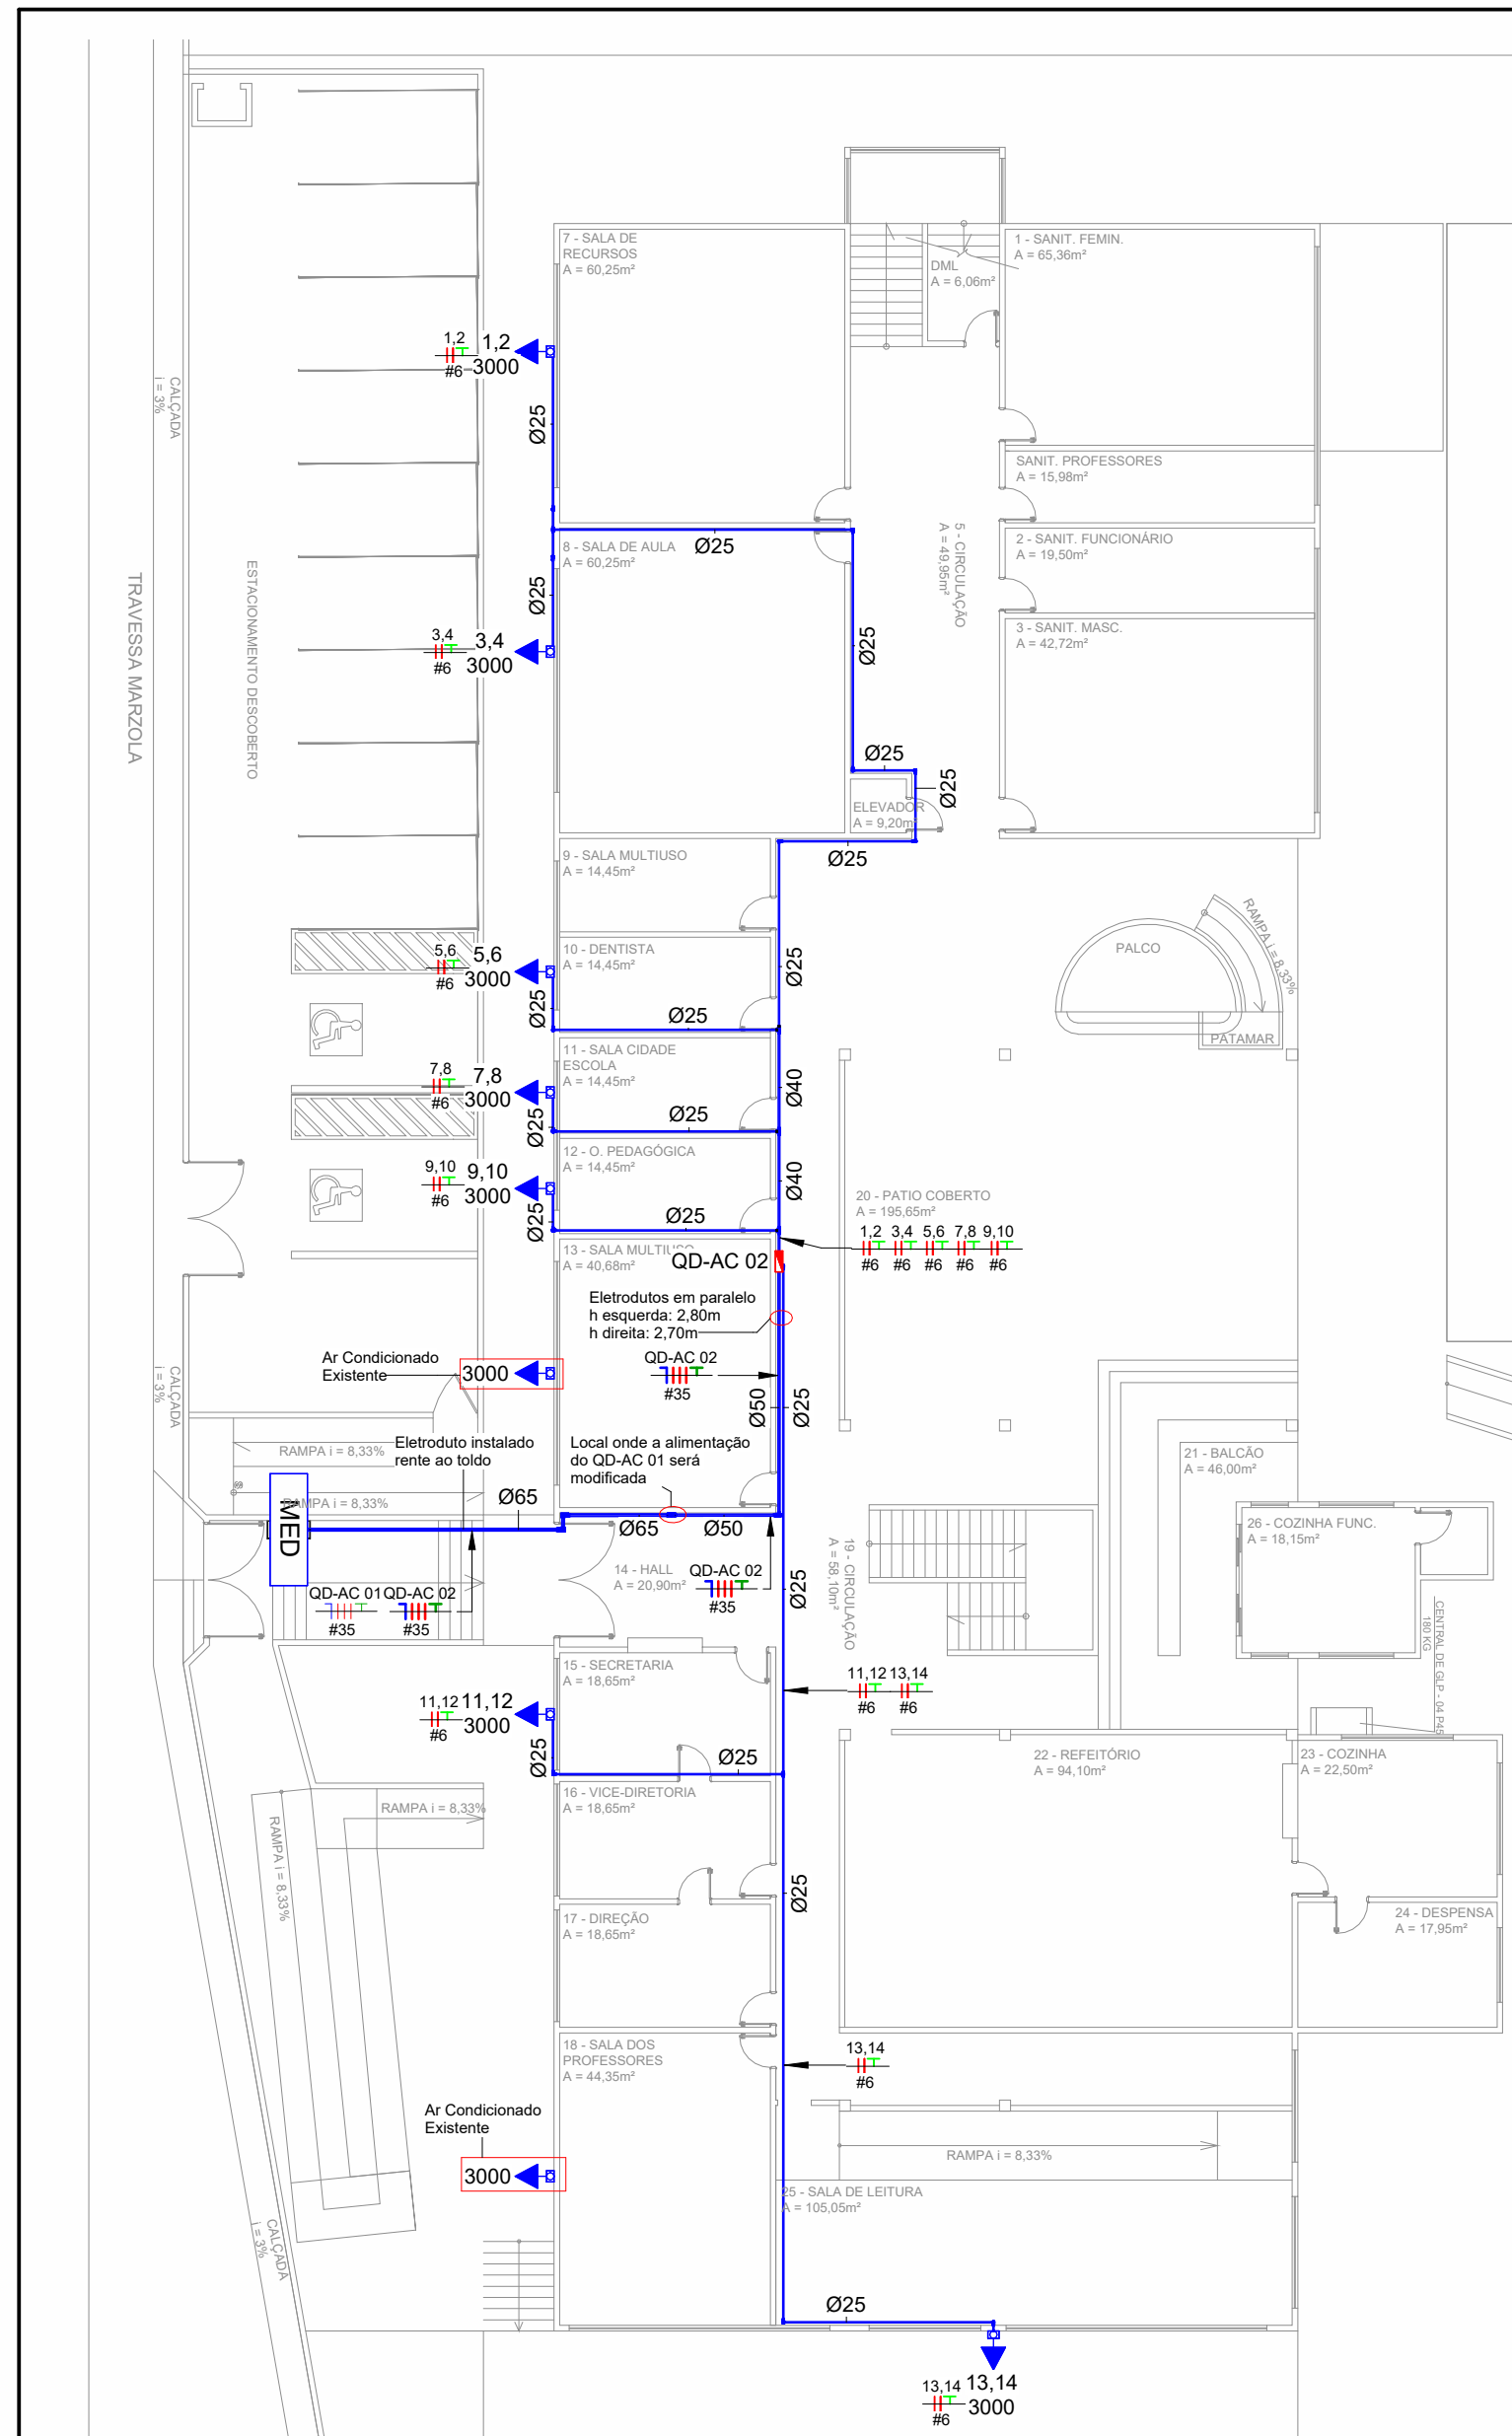 7 - SALA DE
RECURSOS
A = 60,25m²
DML
A = 6,06m²
1 - SANIT. FEMIN.
A = 65,36m²
1,2
#6
1,2
3000
CALÇADA
i = 3%
Ø25
SANIT. PROFESSORES
A = 15,98m²
5 - CIRCULAÇÃO
A = 49,95m²
8 - SALA DE AULA
A = 60,25m²
Ø25
2 - SANIT. FUNCIONÁRIO
A = 19,50m²
TRAVESSA MARZOLA
ESTACIONAMENTO DESCOBERTO
Ø25
3,4
#6
3,4
3000
Ø25
3 - SANIT. MASC.
A = 42,72m²
Ø25
Ø25
ELEVADOR
A = 9,20m²
Ø25
9 - SALA MULTIUSO
A = 14,45m²
10 - DENTISTA
A = 14,45m²
5,6
#6
5,6
3000
Ø25
Ø25
Ø25
PALCO
RAMPA i = 8,33%
PATAMAR
11 - SALA CIDADE
ESCOLA
A = 14,45m²
7,8
#6
7,8
3000
Ø40
Ø25
Ø25
12 - O. PEDAGÓGICA
A = 14,45m²
9,10
#6
9,10
3000
Ø40
Ø25
Ø25
20 - PATIO COBERTO
A = 195,65m²
1,2 3,4 5,6 7,8 9,10
#6 #6 #6 #6 #6
13 - SALA MULTIUSO
A = 40,68m²
QD-AC 02
Eletrodutos em paralelo
h esquerda: 2,80m
h direita: 2,70m
Ar Condicionado
Existente
3000
QD-AC 02
#35
Ø50
Ø25
CALÇADA
i = 3%
RAMPA i = 8,33%
Eletroduto instalado
rente ao toldo
Local onde a alimentação
do QD-AC 01 será
modificada
21 - BALCÃO
A = 46,00m²
RAMPA i = 8,33%
MED
Ø65
Ø65
Ø50
26 - COZINHA FUNC.
A = 18,15m²
14 - HALL
A = 20,90m²
QD-AC 02
#35
Ø25
19 - CIRCULAÇÃO
A = 58,10m²
QD-AC 01
#35
QD-AC 02
#35
CENTRAL DE GLP - 04 P45
180 KG
15 - SECRETARIA
A = 18,65m²
11,12
#6
11,12
3000
11,12 13,14
#6 #6
Ø25
Ø25
22 - REFEITÓRIO
A = 94,10m²
23 - COZINHA
A = 22,50m²
16 - VICE-DIRETORIA
A = 18,65m²
RAMPA i = 8,33%
RAMPA i = 8,33%
Ø25
17 - DIREÇÃO
A = 18,65m²
24 - DESPENSA
A = 17,95m²
18 - SALA DOS
PROFESSORES
A = 44,35m²
13,14
#6
Ar Condicionado
Existente
3000
RAMPA i = 8,33%
25 - SALA DE LEITURA
A = 105,05m²
CALÇADA
i = 3%
Ø25
13,14
#6
13,14
3000